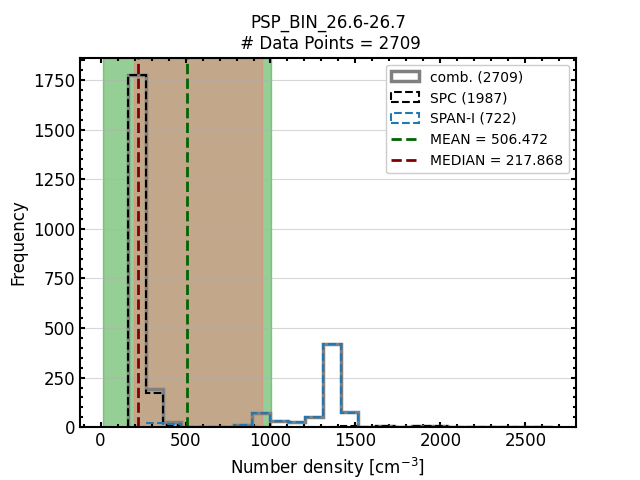 PSP_BIN_26.6-26.7
# Data Points = 2709
comb. (2709)
SPC (1987)
SPAN-I (722)
MEAN = 506.472
MEDIAN = 217.868
Frequency
1750
1500
1250
1000
750
500
250
0
0 500 1000 1500 2000 2500
Number density [cm⁻³]